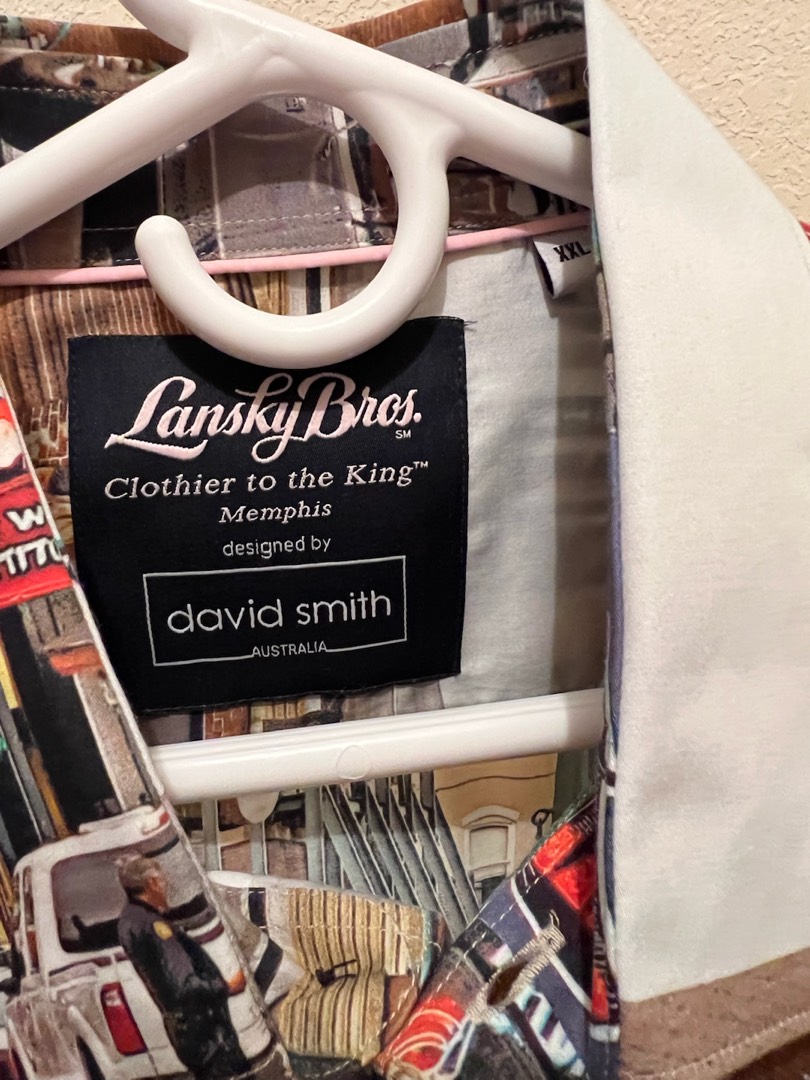 XXL
Lansky Bros.
SM
Clothier to the King™
Memphis
designed by
david smith
AUSTRALIA
W